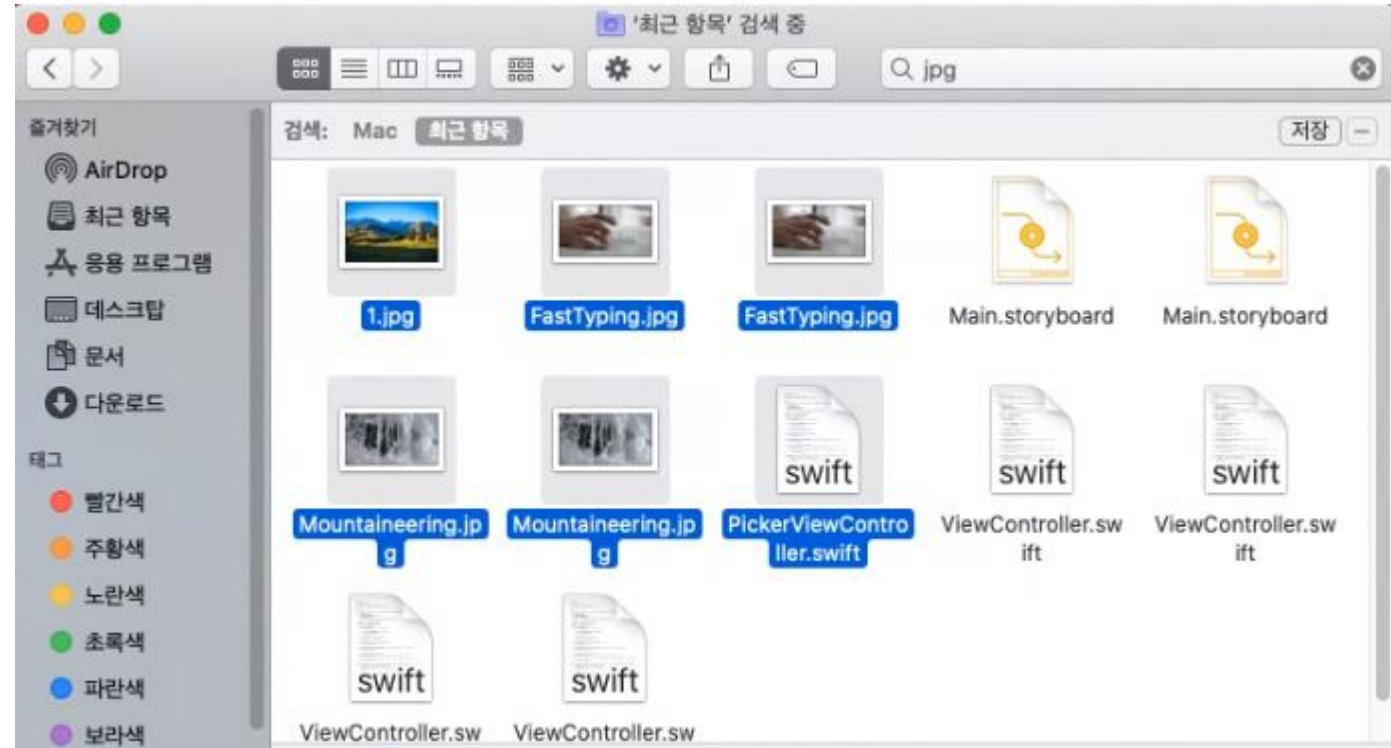 '최근 항목' 검색 중
jpg
즐겨찾기
AirDrop
최근 항목
응용 프로그램
데스크탑
문서
다운로드
태그
빨간색
주황색
노란색
초록색
파란색
보라색
검색: Mac 최근 항목 저장
1.jpg
FastTyping.jpg
FastTyping.jpg
Main.storyboard
Main.storyboard
Mountaineering.jp
g
Mountaineering.jp
g
swift
PickerViewContro
ller.swift
swift
ViewController.sw
ift
swift
ViewController.sw
ift
swift
ViewController.sw
swift
ViewController.sw